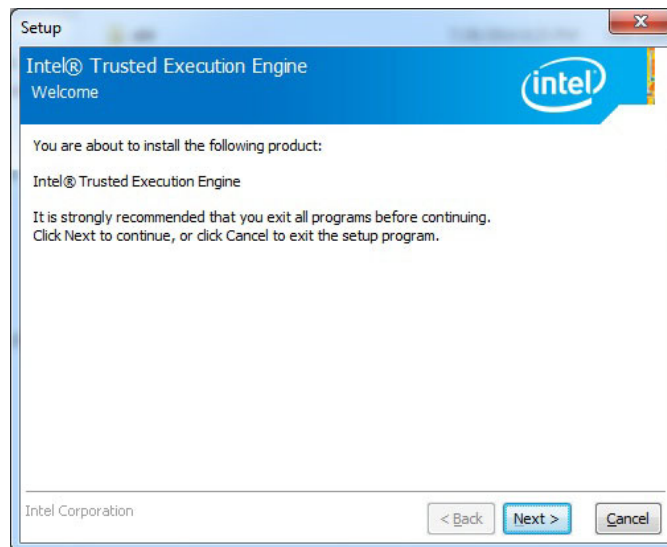 Setup
Intel® Trusted Execution Engine
Welcome
intel
You are about to install the following product:
Intel® Trusted Execution Engine
It is strongly recommended that you exit all programs before continuing.
Click Next to continue, or click Cancel to exit the setup program.
Intel Corporation
< Back Next > Cancel